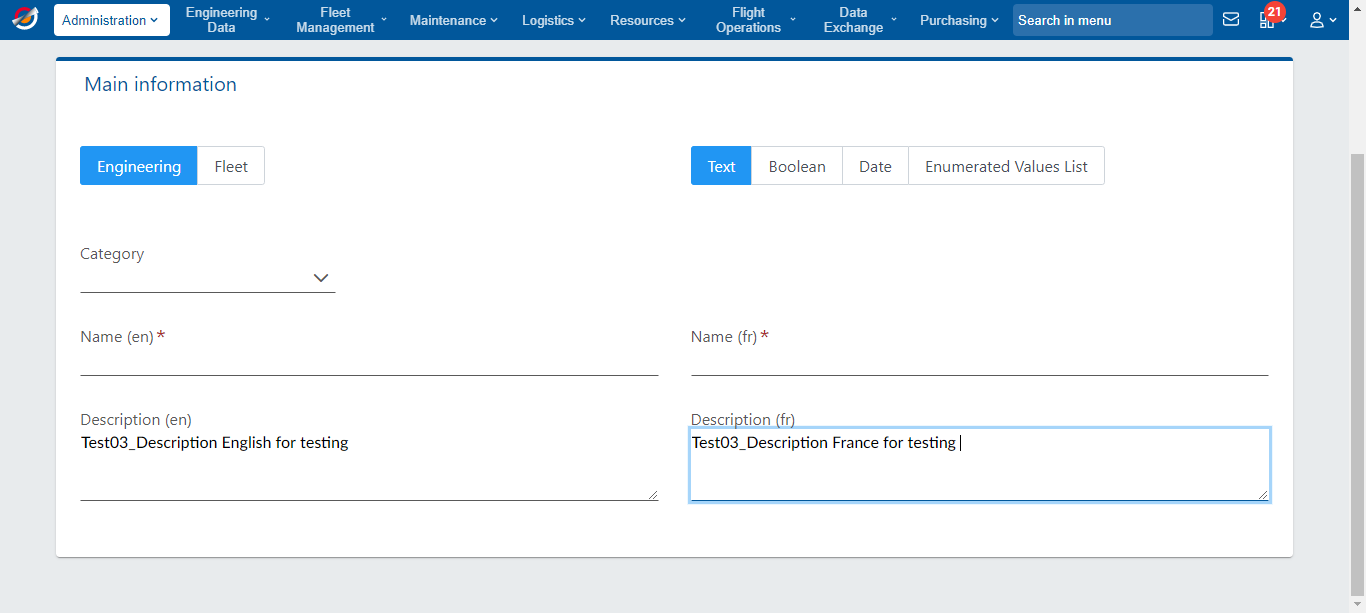 Administration
Engineering Data
Fleet Management
Maintenance
Logistics
Resources
Flight Operations
Data Exchange
Purchasing
Search in menu
21
Main information
Engineering Fleet
Text Boolean Date Enumerated Values List
Category
Name (en) *
Name (fr) *
Description (en)
Test03_Description English for testing
Description (fr)
Test03_Description France for testing